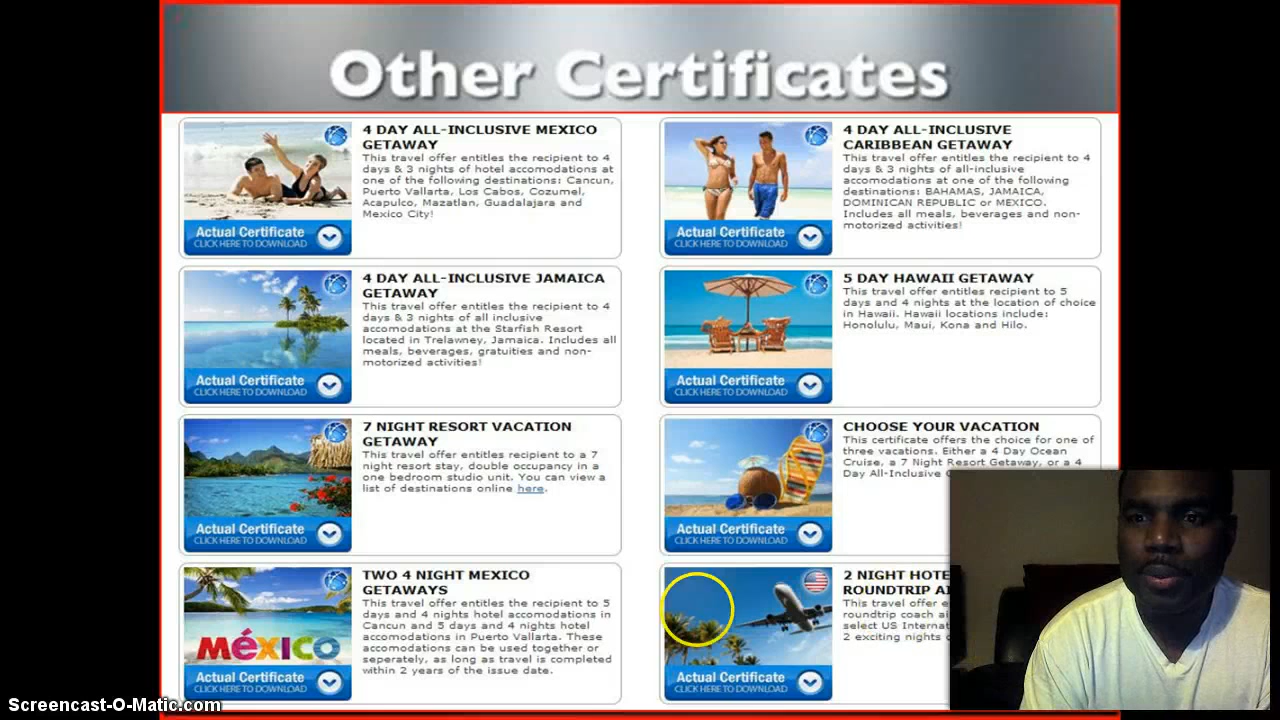 Other Certificates
4 DAY ALL-INCLUSIVE MEXICO
GETAWAY
This travel offer entitles the recipient to 4
days & 3 nights of hotel accomodations at
one of the following destinations: Cancun,
Puerto Vallarta, Los Cabos, Cozumel,
Acapulco, Mazatlan, Guadalajara and
Mexico City!
Actual Certificate
CLICK HERE TO DOWNLOAD
4 DAY ALL-INCLUSIVE
CARIBBEAN GETAWAY
This travel offer entitles the recipient to 4
days & 3 nights of all-inclusive
accomodations at one of the following
destinations: BAHAMAS, JAMAICA,
DOMINICAN REPUBLIC or MEXICO.
Includes all meals, beverages and non-
motorized activities!
Actual Certificate
CLICK HERE TO DOWNLOAD
4 DAY ALL-INCLUSIVE JAMAICA
GETAWAY
This travel offer entitles the recipient to 4
days & 3 nights of all inclusive
accomodations at the Starfish Resort
located in Trelawney, Jamaica. Includes all
meals, beverages, gratuities and non-
motorized activities!
Actual Certificate
CLICK HERE TO DOWNLOAD
5 DAY HAWAII GETAWAY
This travel offer entitles recipient to 5
days and 4 nights at the location of choice
in Hawaii. Hawaii locations include:
Honolulu, Maui, Kona and Hilo.
Actual Certificate
CLICK HERE TO DOWNLOAD
7 NIGHT RESORT VACATION
GETAWAY
This travel offer entitles recipient to a 7
night resort stay, double occupancy in a
one bedroom studio unit. You can view a
list of destinations online here.
Actual Certificate
CLICK HERE TO DOWNLOAD
CHOOSE YOUR VACATION
This certificate offers the choice for one of
three vacations. Either a 4 Day Ocean
Cruise, a 7 Night Resort Getaway, or a 4
Day All-Inclusive
Actual Certificate
CLICK HERE TO DOWNLOAD
TWO 4 NIGHT MEXICO
GETAWAYS
This travel offer entitles the recipient to 5
days and 4 nights hotel accomodations in
Cancun and 5 days and 4 nights hotel
accomodations in Puerto Vallarta. These
accomodations can be used together or
seperately, as long as travel is completed
within 2 years of the issue date.
méxico
Actual Certificate
CLICK HERE TO DOWNLOAD
2 NIGHT HOTE
ROUNDTRIP AI
This travel offer e
roundtrip coach ai
select US Internat
2 exciting nights
Actual Certificate
CLICK HERE TO DOWNLOAD
Screencast-O-Matic.com